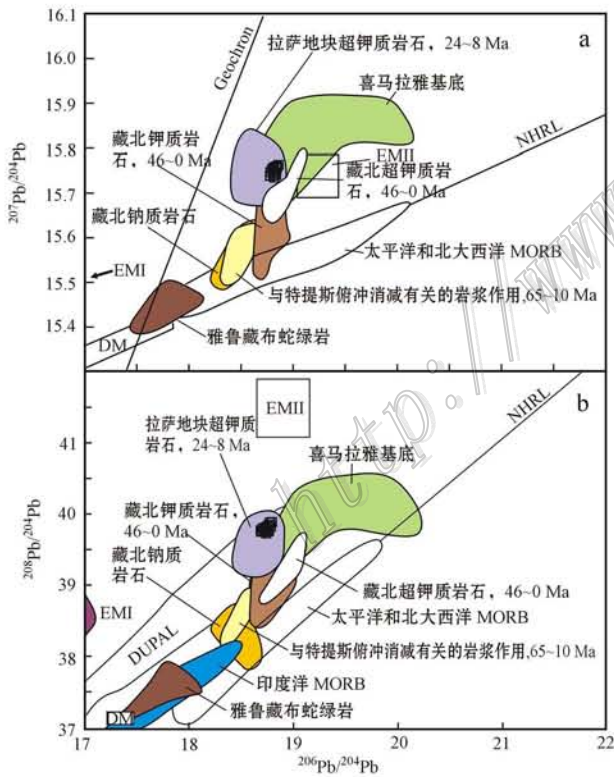 16.1
a
拉萨地块超钾质岩石，24~8 Ma
16.0
Geochron
喜马拉雅基底
15.9
NHRL
藏北钾质岩
石，46~0 Ma
15.8
EMII
藏北超钾质岩
石，46~0 Ma
15.7
²⁰⁷Pb/²⁰⁴Pb
藏北钠质岩石
15.6
太平洋和北大西洋 MORB
EMI
15.5
与特提斯俯冲消减有关的岩浆作用,65~10 Ma
15.4
雅鲁藏布蛇绿岩
DM
b
EMII
NHRL
拉萨地块超钾质
岩石，24~8 Ma
41
喜马拉雅基底
藏北钾质岩石，
46~0 Ma
40
²⁰⁸Pb/²⁰⁴Pb
藏北钠质
岩石
39
藏北超钾质岩石，46~0 Ma
EMI
太平洋和北大西洋 MORB
DUPAL
与特提斯俯冲消减有关的岩浆作用,65~10 Ma
38
印度洋 MORB
雅鲁藏布蛇绿岩
DM
37
17 18 19 20 21 22
²⁰⁶Pb/²⁰⁴Pb
http://www